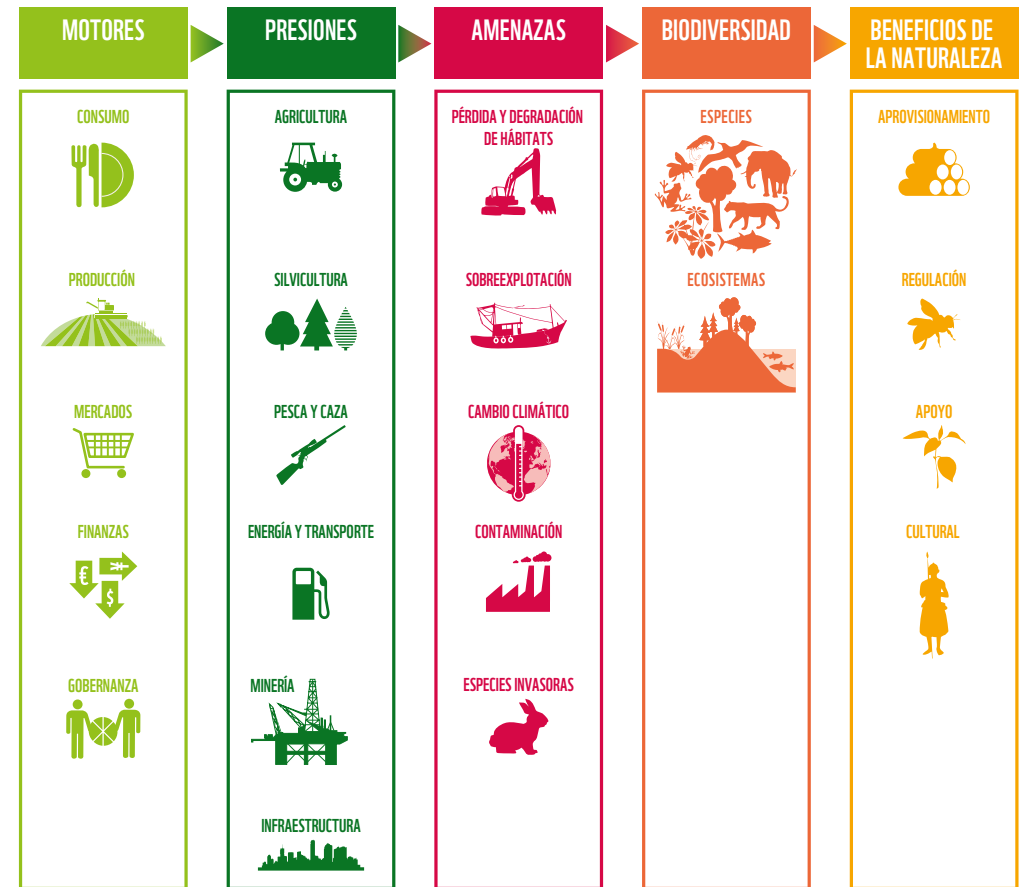 MOTORES
CONSUMO
PRODUCCIÓN
MERCADOS
FINANZAS
€
$
GOBERNANZA
PRESIONES
AGRICULTURA
SILVICULTURA
PESCA Y CAZA
ENERGÍA Y TRANSPORTE
MINERÍA
INFRAESTRUCTURA
AMENAZAS
PÉRDIDA Y DEGRADACIÓN
DE HÁBITATS
SOBREEXPLOTACIÓN
CAMBIO CLIMÁTICO
CONTAMINACIÓN
ESPECIES INVASORAS
BIODIVERSIDAD
ESPECIES
ECOSISTEMAS
BENEFICIOS DE
LA NATURALEZA
APROVISIONAMIENTO
REGULACIÓN
APOYO
CULTURAL